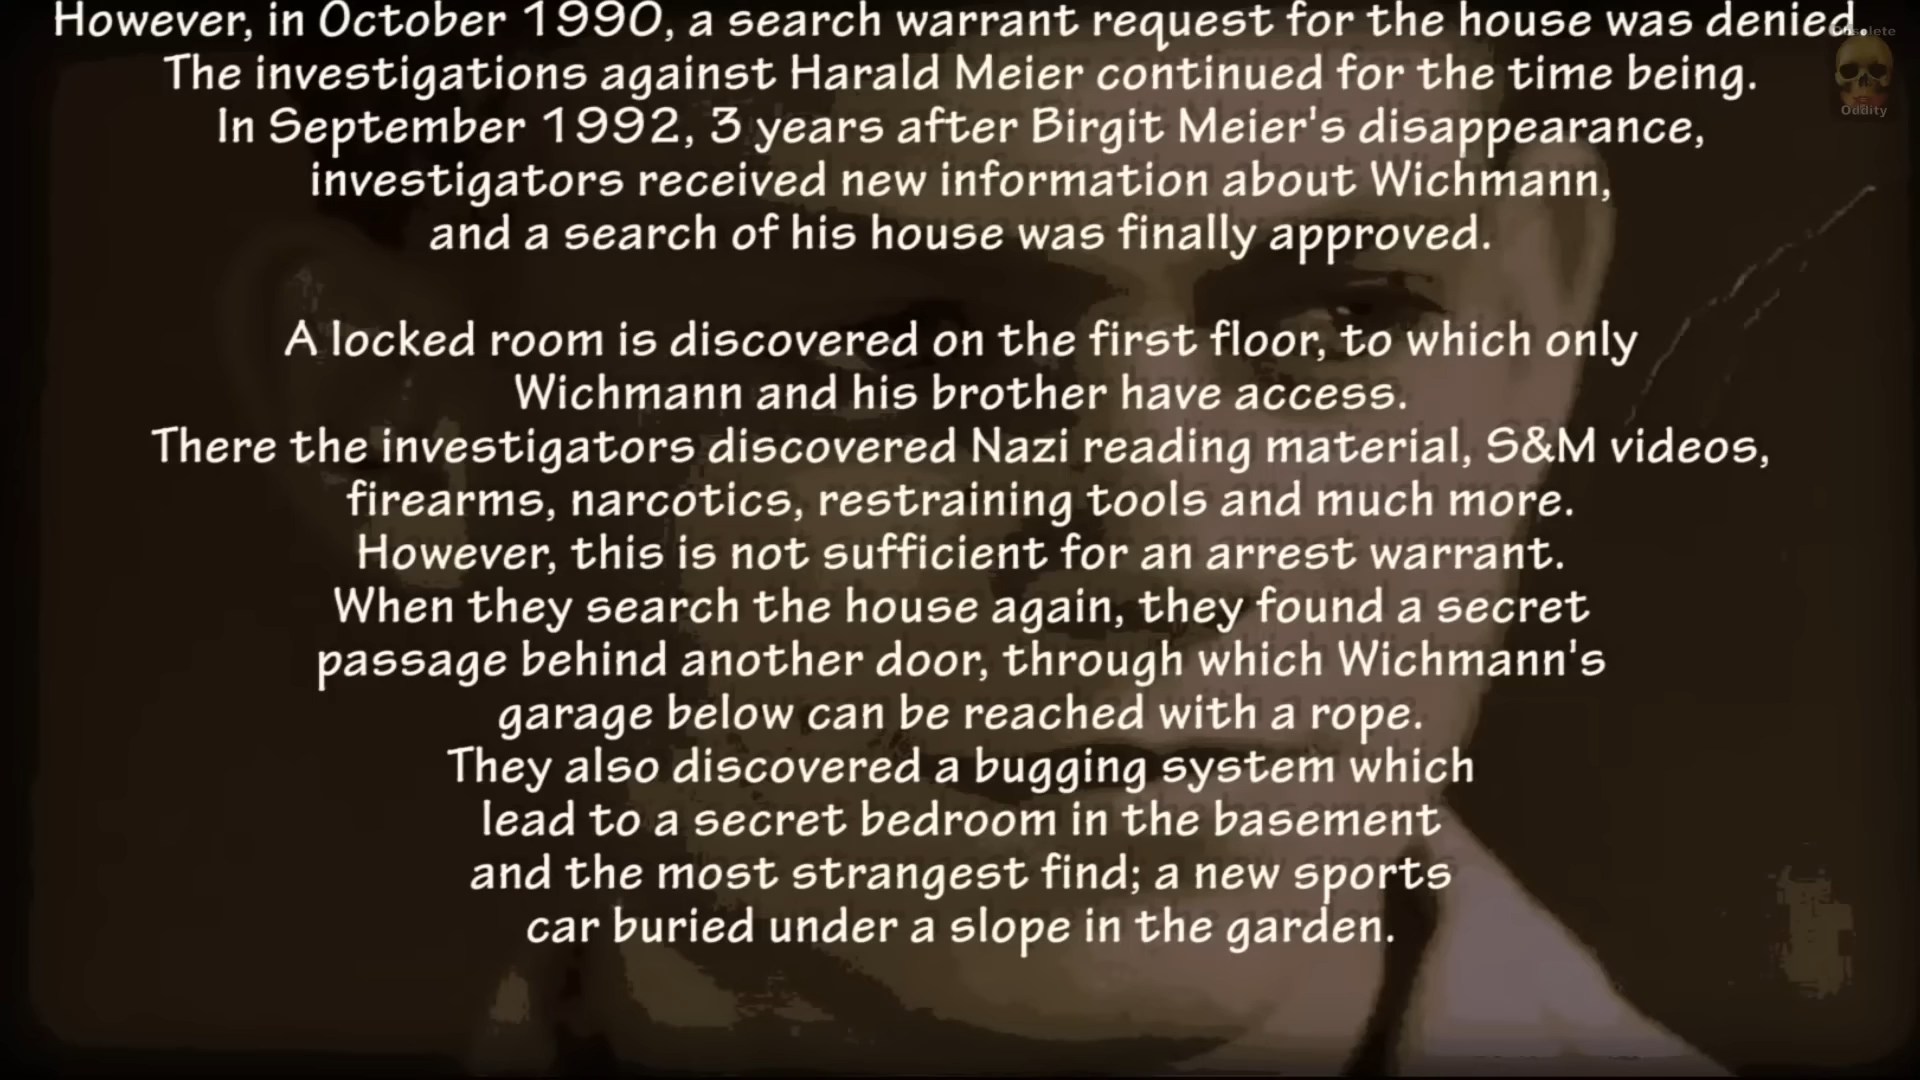 However, in October 1990, a search warrant request for the house was denied.
The investigations against Harald Meier continued for the time being.
In September 1992, 3 years after Birgit Meier's disappearance,
investigators received new information about Wichmann,
and a search of his house was finally approved.
A locked room is discovered on the first floor, to which only
Wichmann and his brother have access.
There the investigators discovered Nazi reading material, S&M videos,
firearms, narcotics, restraining tools and much more.
However, this is not sufficient for an arrest warrant.
When they search the house again, they found a secret
passage behind another door, through which Wichmann's
garage below can be reached with a rope.
They also discovered a bugging system which
lead to a secret bedroom in the basement
and the most strangest find; a new sports
car buried under a slope in the garden.
Obsolete
Oddity